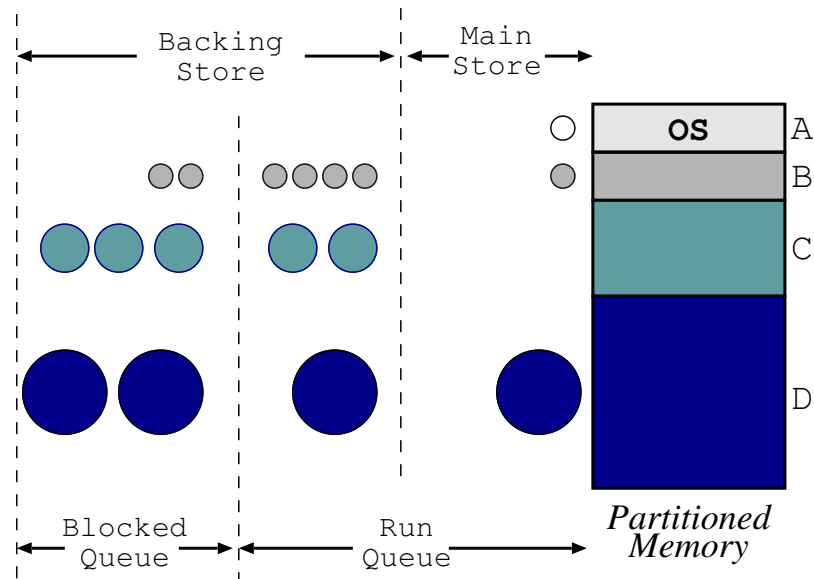 Backing
Store
Main
Store
OS
A
B
C
D
Blocked
Queue
Run
Queue
Partitioned
Memory